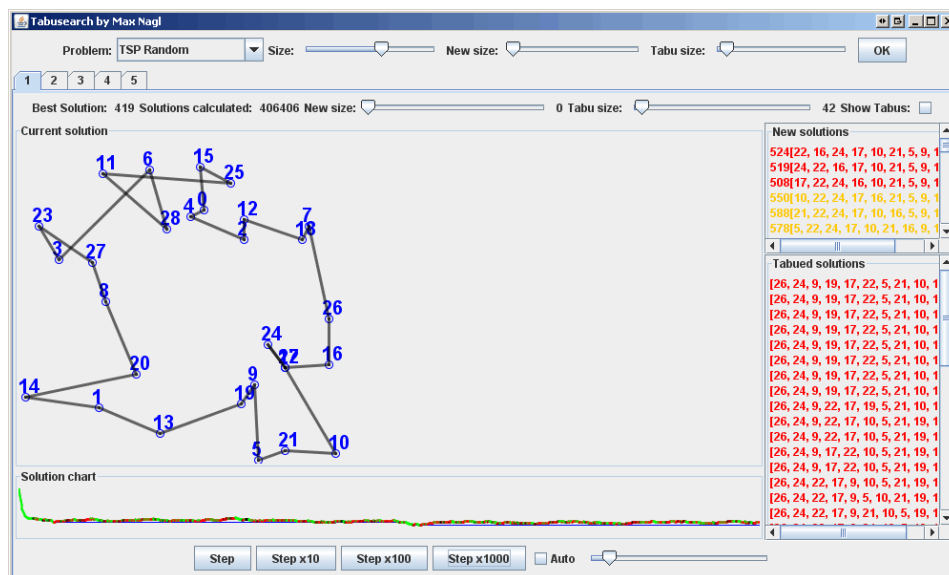 Tabusearch by Max Nagl
Problem: TSP Random Size: New size: Tabu size: OK
1 2 3 4 5
Best Solution: 419 Solutions calculated: 406406 New size: 0 Tabu size: 42 Show Tabus:
Current solution
New solutions
524[22, 16, 24, 17, 10, 21, 5, 9, 1
519[24, 22, 16, 17, 10, 21, 5, 9, 1
508[17, 22, 24, 16, 10, 21, 5, 9, 1
550[10, 22, 24, 17, 16, 21, 5, 9, 1
588[21, 22, 24, 17, 10, 16, 5, 9, 1
578[5, 22, 24, 17, 10, 21, 16, 9, 1
11 6 15 25
23 3 27 28 4 0 12 2 7 18
8 26
24 22 16
20 14 1 9 19
13 5 21 10
Tabued solutions
[26, 24, 9, 19, 17, 22, 5, 21, 10, 1
[26, 24, 9, 19, 17, 22, 5, 21, 10, 1
[26, 24, 9, 19, 17, 22, 5, 21, 10, 1
[26, 24, 9, 19, 17, 22, 5, 21, 10, 1
[26, 24, 9, 19, 17, 22, 5, 21, 10, 1
[26, 24, 9, 19, 17, 22, 5, 21, 10, 1
[26, 24, 9, 19, 17, 22, 5, 21, 10, 1
[26, 24, 9, 19, 17, 22, 5, 21, 10, 1
[26, 24, 9, 22, 17, 19, 5, 21, 10, 1
[26, 24, 9, 22, 17, 10, 5, 21, 19, 1
[26, 24, 9, 22, 17, 10, 5, 21, 19, 1
[26, 24, 9, 17, 22, 10, 5, 21, 19, 1
[26, 24, 9, 17, 22, 10, 5, 21, 19, 1
[26, 24, 22, 17, 9, 10, 5, 21, 19, 1
[26, 24, 22, 17, 9, 5, 10, 21, 19, 1
[26, 24, 22, 17, 9, 21, 10, 5, 19, 1
Solution chart
Step Step x10 Step x100 Step x1000 Auto